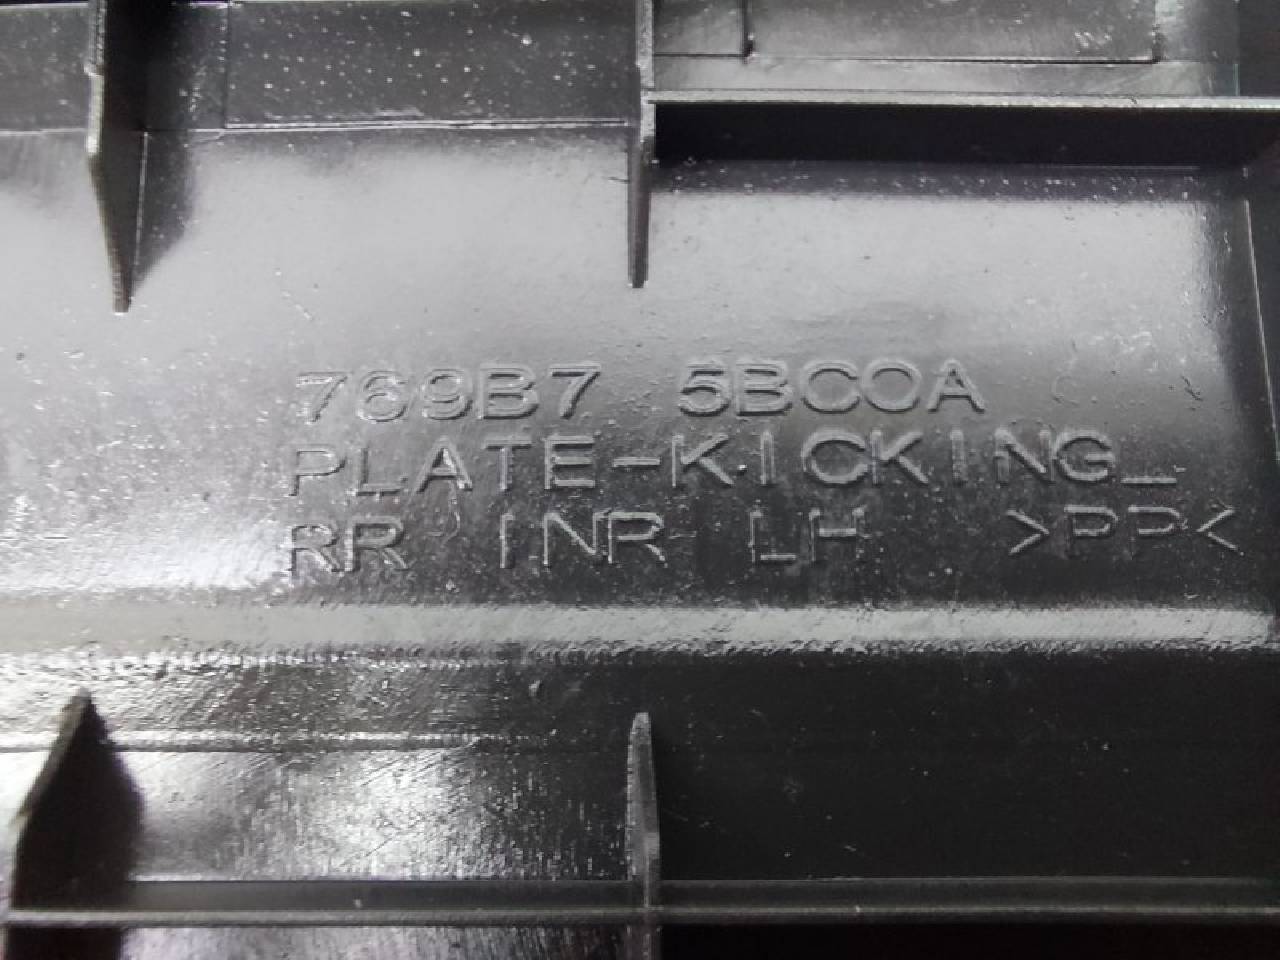 769B7 5BC0A
PLATE-KICKING_
RR INR LH >PP<